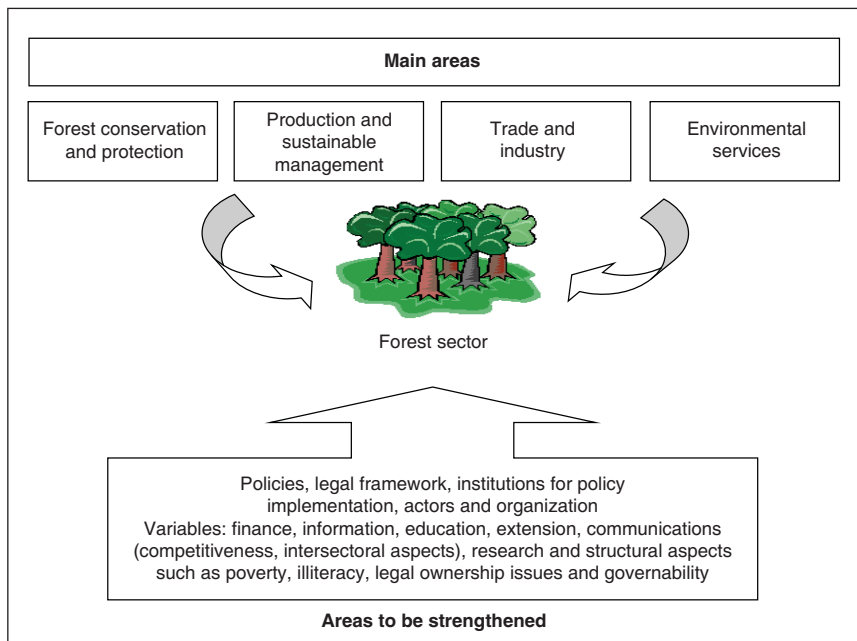 Main areas
Forest conservation
and protection
Production and
sustainable
management
Trade and
industry
Environmental
services
Forest sector
Policies, legal framework, institutions for policy
implementation, actors and organization
Variables: finance, information, education, extension, communications
(competitiveness, intersectoral aspects), research and structural aspects
such as poverty, illiteracy, legal ownership issues and governability
Areas to be strengthened